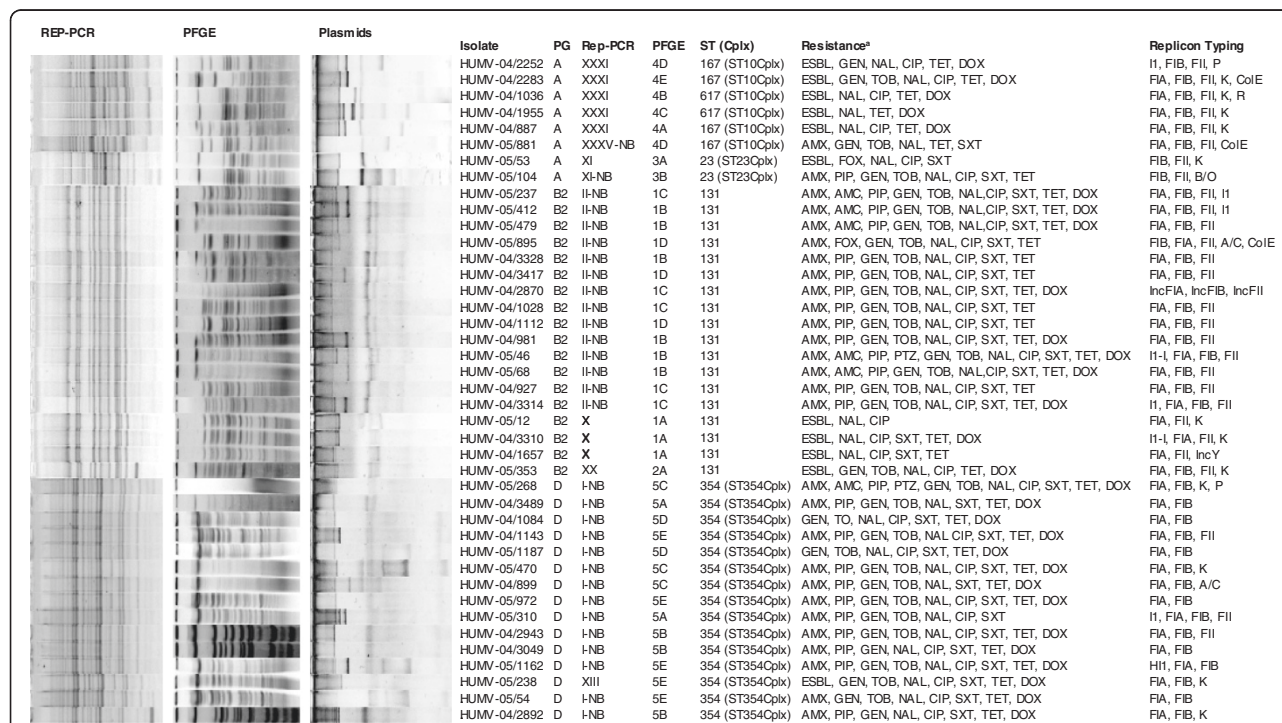 REP-PCR PFGE Plasmids
Isolate PG Rep-PCR PFGE ST (Cplx) Resistanceª Replicon Typing
HUMV-04/2252 A XXXI 4D 167 (ST10Cplx) ESBL, GEN, NAL, CIP, TET, DOX I1, FIB, FII, P
HUMV-04/2283 A XXXI 4E 167 (ST10Cplx) ESBL, GEN, TOB, NAL, CIP, TET, DOX FIA, FIB, FII, K, ColE
HUMV-04/1036 A XXXI 4B 617 (ST10Cplx) ESBL, NAL, CIP, TET, DOX FIA, FIB, FII, K, R
HUMV-04/1955 A XXXI 4C 617 (ST10Cplx) ESBL, NAL, TET, DOX FIA, FIB, FII, K
HUMV-04/887 A XXXI 4A 167 (ST10Cplx) ESBL, NAL, CIP, TET, DOX FIA, FIB, FII, K
HUMV-05/881 A XXXV-NB 4D 167 (ST10Cplx) AMX, GEN, TOB, NAL, TET, SXT FIA, FIB, FII, ColE
HUMV-05/53 A XI 3A 23 (ST23Cplx) ESBL, FOX, NAL, CIP, SXT FIB, FII, K
HUMV-05/104 A XI-NB 3B 23 (ST23Cplx) AMX, PIP, GEN, TOB, NAL, CIP, SXT, TET FIB, FII, B/O
HUMV-05/237 B2 II-NB 1C 131 AMX, AMC, PIP, GEN, TOB, NAL,CIP, SXT, TET, DOX FIA, FIB, FII, I1
HUMV-05/412 B2 II-NB 1B 131 AMX, AMC, PIP, GEN, TOB, NAL,CIP, SXT, TET, DOX FIA, FIB, FII, I1
HUMV-05/479 B2 II-NB 1B 131 AMX, AMC, PIP, GEN, TOB, NAL,CIP, SXT, TET, DOX FIA, FIB, FII
HUMV-05/895 B2 II-NB 1D 131 AMX, FOX, GEN, TOB, NAL, CIP, SXT, TET FIB, FIA, FII, A/C, ColE
HUMV-04/3328 B2 II-NB 1B 131 AMX, PIP, GEN, TOB, NAL, CIP, SXT, TET FIA, FIB, FII
HUMV-04/3417 B2 II-NB 1D 131 AMX, PIP, GEN, TOB, NAL, CIP, SXT, TET FIA, FIB, FII
HUMV-04/2870 B2 II-NB 1C 131 AMX, PIP, GEN, TOB, NAL, CIP, SXT, TET, DOX IncFIA, IncFIB, IncFII
HUMV-04/1028 B2 II-NB 1C 131 AMX, PIP, GEN, TOB, NAL, CIP, SXT, TET FIA, FIB, FII
HUMV-04/1112 B2 II-NB 1D 131 AMX, PIP, GEN, TOB, NAL, CIP, SXT, TET FIA, FIB, FII
HUMV-04/981 B2 II-NB 1B 131 AMX, PIP, GEN, TOB, NAL, CIP, SXT, TET, DOX FIA, FIB, FII
HUMV-05/46 B2 II-NB 1B 131 AMX, AMC, PIP, PTZ, GEN, TOB, NAL, CIP, SXT, TET, DOX I1-I, FIA, FIB, FII
HUMV-05/68 B2 II-NB 1B 131 AMX, AMC, PIP, GEN, TOB, NAL,CIP, SXT, TET, DOX FIA, FIB, FII
HUMV-04/927 B2 II-NB 1C 131 AMX, PIP, GEN, TOB, NAL, CIP, SXT, TET FIA, FIB, FII
HUMV-04/3314 B2 II-NB 1C 131 AMX, PIP, GEN, TOB, NAL, CIP, SXT, TET, DOX I1, FIA, FIB, FII
HUMV-05/12 B2 X 1A 131 ESBL, NAL, CIP FIA, FII, K
HUMV-04/3310 B2 X 1A 131 ESBL, NAL, CIP, SXT, TET, DOX I1-I, FIA, FII, K
HUMV-04/1657 B2 X 1A 131 ESBL, NAL, CIP, SXT, TET FIA, FII, IncY
HUMV-05/353 B2 XX 2A 131 ESBL, GEN, TOB, NAL, CIP, TET, DOX FIA, FIB, FII, K
HUMV-05/268 D I-NB 5C 354 (ST354Cplx) AMX, AMC, PIP, PTZ, GEN, TOB, NAL, CIP, SXT, TET, DOX FIA, FIB, K, P
HUMV-04/3489 D I-NB 5A 354 (ST354Cplx) AMX, PIP, GEN, TOB, NAL, SXT, TET, DOX FIA, FIB
HUMV-04/1084 D I-NB 5D 354 (ST354Cplx) GEN, TO, NAL, CIP, SXT, TET, DOX FIA, FIB
HUMV-04/1143 D I-NB 5E 354 (ST354Cplx) AMX, PIP, GEN, TOB, NAL CIP, SXT, TET, DOX FIA, FIB, FII
HUMV-05/1187 D I-NB 5D 354 (ST354Cplx) GEN, TOB, NAL, CIP, SXT, TET, DOX FIA, FIB
HUMV-05/470 D I-NB 5C 354 (ST354Cplx) AMX, PIP, GEN, TOB, NAL, CIP, SXT, TET, DOX FIA, FIB, K
HUMV-04/899 D I-NB 5C 354 (ST354Cplx) AMX, PIP, GEN, TOB, NAL, SXT, TET, DOX FIA, FIB, A/C
HUMV-05/972 D I-NB 5E 354 (ST354Cplx) AMX, PIP, GEN, TOB, NAL, CIP, SXT, TET, DOX FIA, FIB
HUMV-05/310 D I-NB 5A 354 (ST354Cplx) AMX, PIP, GEN, TOB, NAL, CIP, SXT I1, FIA, FIB, FII
HUMV-04/2943 D I-NB 5B 354 (ST354Cplx) AMX, PIP, GEN, TOB, NAL, CIP, SXT, TET, DOX FIA, FIB, FII
HUMV-04/3049 D I-NB 5B 354 (ST354Cplx) AMX, PIP, GEN, NAL, CIP, SXT, TET, DOX FIA, FIB
HUMV-05/1162 D I-NB 5E 354 (ST354Cplx) AMX, PIP, GEN, TOB, NAL, CIP, SXT, TET, DOX HI1, FIA, FIB
HUMV-05/238 D XIII 5E 354 (ST354Cplx) ESBL, GEN, TOB, NAL, CIP, SXT, TET, DOX FIA, FIB, K
HUMV-05/54 D I-NB 5E 354 (ST354Cplx) AMX, GEN, TOB, NAL, CIP, SXT, TET, DOX FIA, FIB
HUMV-04/2892 D I-NB 5B 354 (ST354Cplx) AMX, PIP, GEN, TOB, NAL, CIP, SXT, TET, DOX FIA, FIB, K